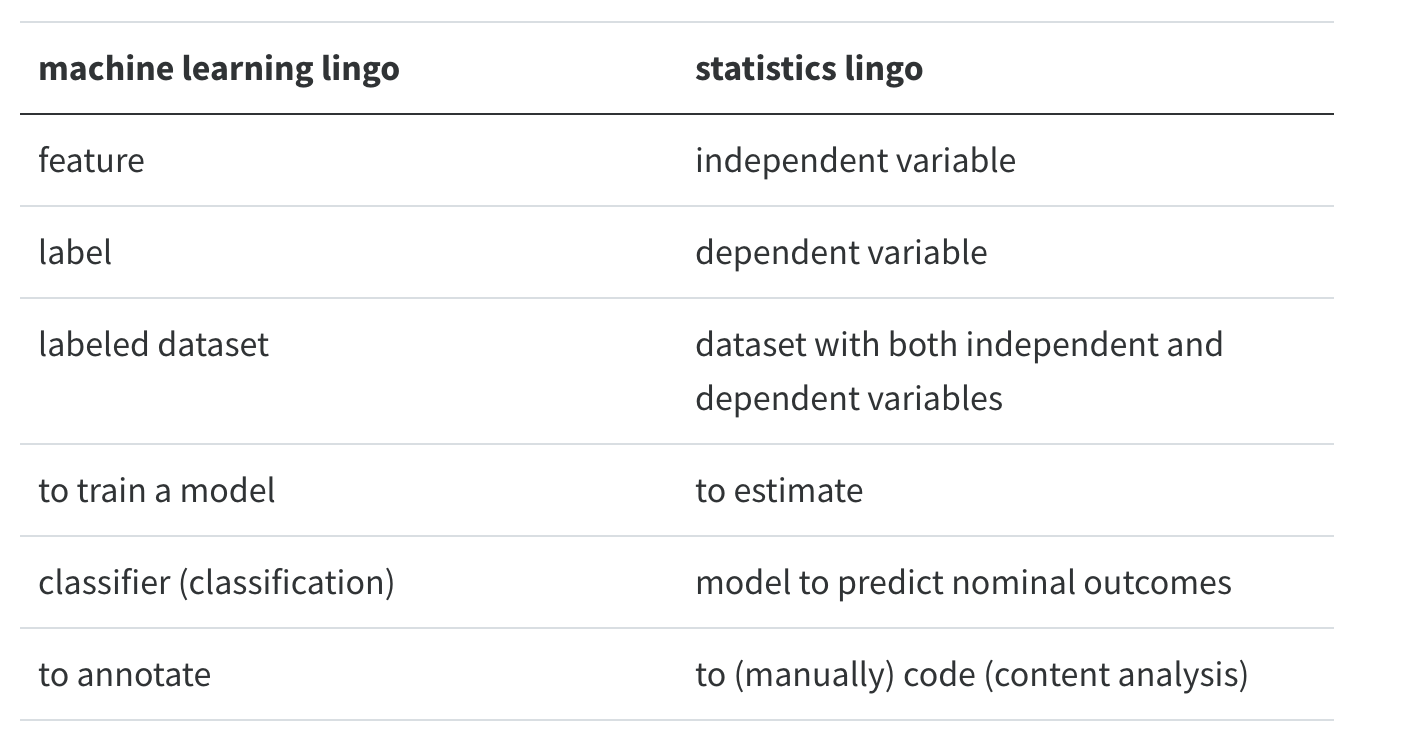 machine learning lingo statistics lingo
feature independent variable
label dependent variable
labeled dataset dataset with both independent and
dependent variables
to train a model to estimate
classifier (classification) model to predict nominal outcomes
to annotate to (manually) code (content analysis)